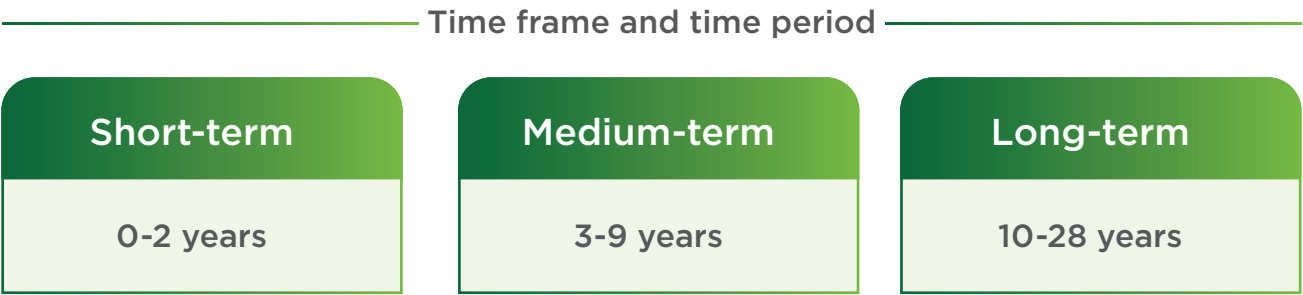 Time frame and time period
Short-term
0-2 years
Medium-term
3-9 years
Long-term
10-28 years